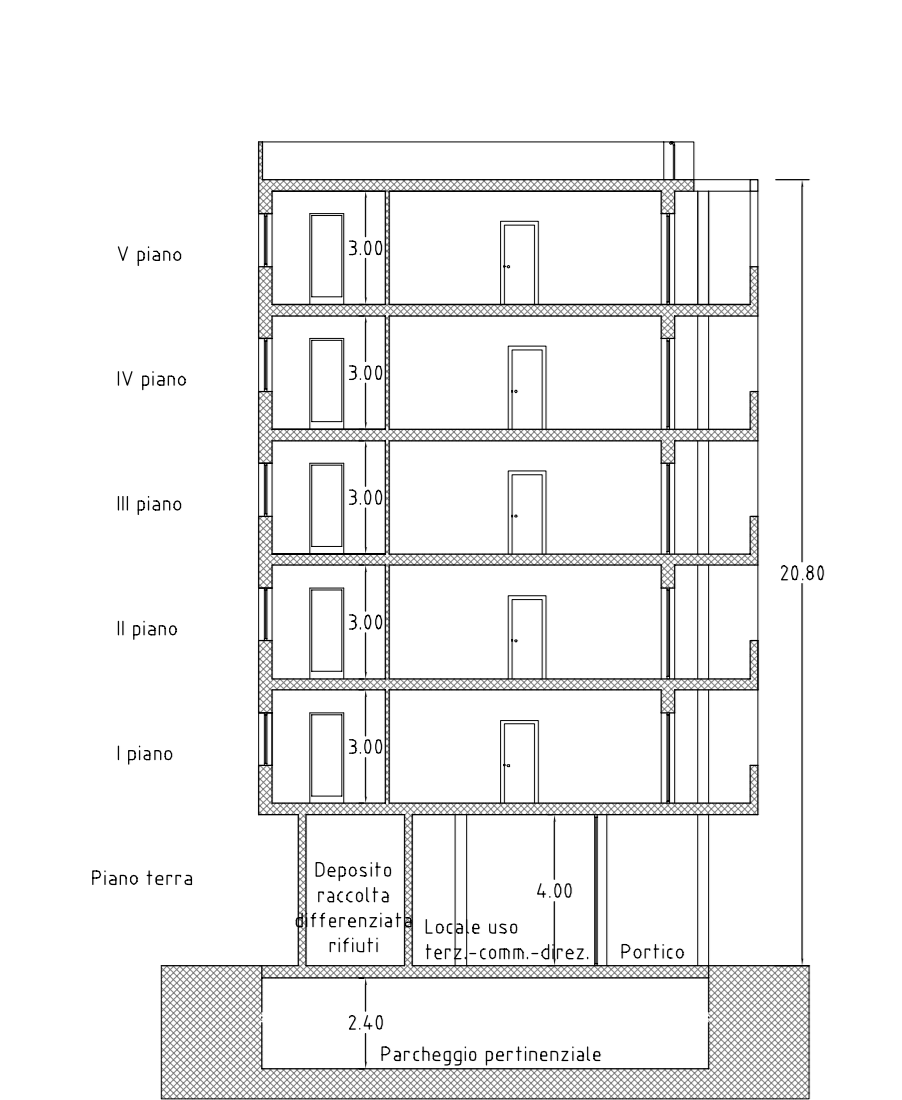 V piano
3.00
IV piano
3.00
III piano
3.00
20.80
II piano
3.00
I piano
3.00
Piano terra
Deposito
raccolta
differenziata
rifiuti
4.00
Locale uso
terz.-comm.-direz.
Portico
2.40
Parcheggio pertinenziale